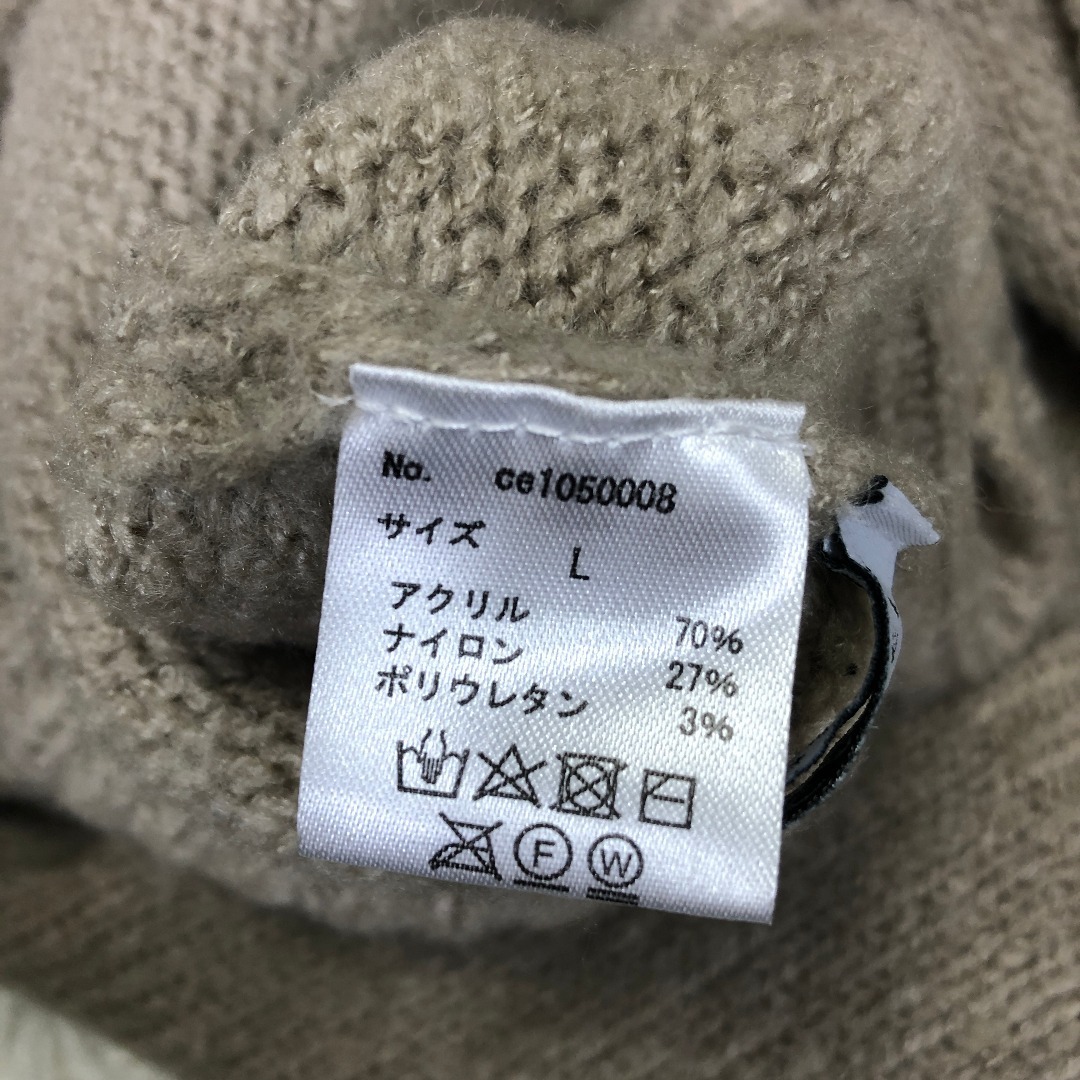 No. ce1050008
サイズ L
アクリル 70%
ナイロン 27%
ポリウレタン 3%
F W